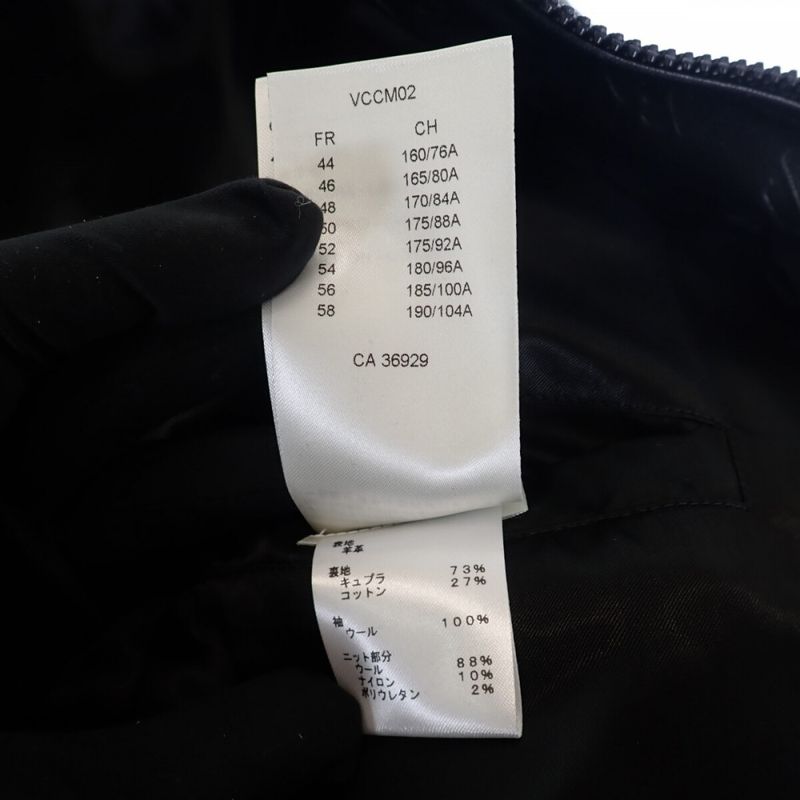 VCCM02
FR CH
44 160/76A
46 165/80A
48 170/84A
50 175/88A
52 175/92A
54 180/96A
56 185/100A
58 190/104A
CA 36929
表地
羊革
裏地
キュプラ 73%
コットン 27%
袖
ウール 100%
ニット部分
ウール 88%
ナイロン 10%
ポリウレタン 2%